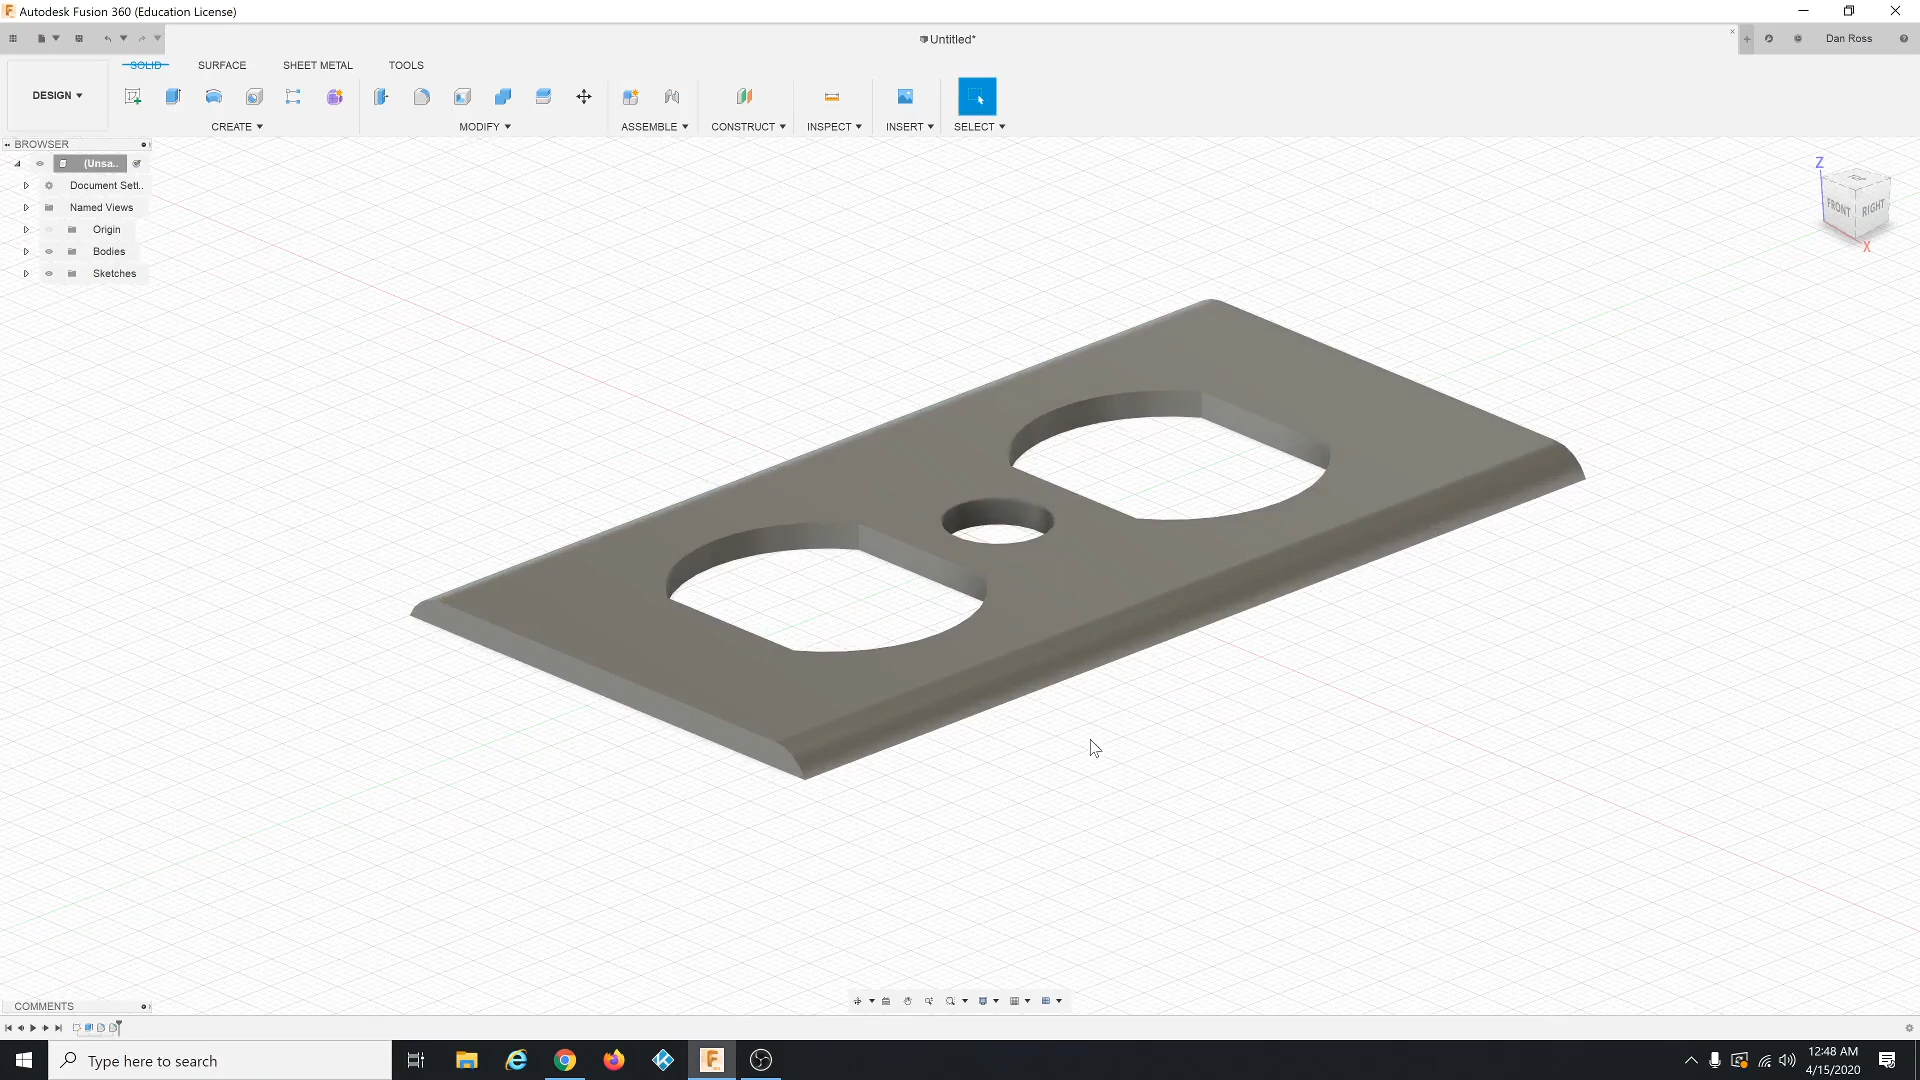 Autodesk Fusion 360 (Education License)
Untitled*
Dan Ross
DESIGN
SOLID
SURFACE
SHEET METAL
TOOLS
CREATE
MODIFY
ASSEMBLE
CONSTRUCT
INSPECT
INSERT
SELECT
BROWSER
(Unsa..
Document Sett..
Named Views
Origin
Bodies
Sketches
Z
TOP
FRONT
RIGHT
X
COMMENTS
Type here to search
12:48 AM
4/15/2020